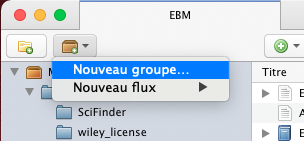 EBM
Nouveau groupe...
Nouveau flux
Titre
SciFinder
wiley_license